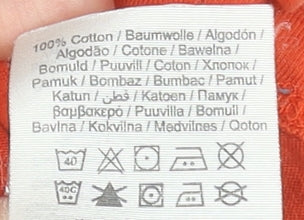 100% Cotton / Baumwolle / Algodón /
Algodão / Cotone / Bawełna /
Bomuld / Puuvill / Coton / Хлопок /
Pamuk / Bombaz / Bumbac / Pamut /
Katun / قطن / Katoen / Памук /
βαμβακερό / Puuvilla / Bomull /
Bavlna / Kokvilna / Medvilnės / Qoton
40
40C